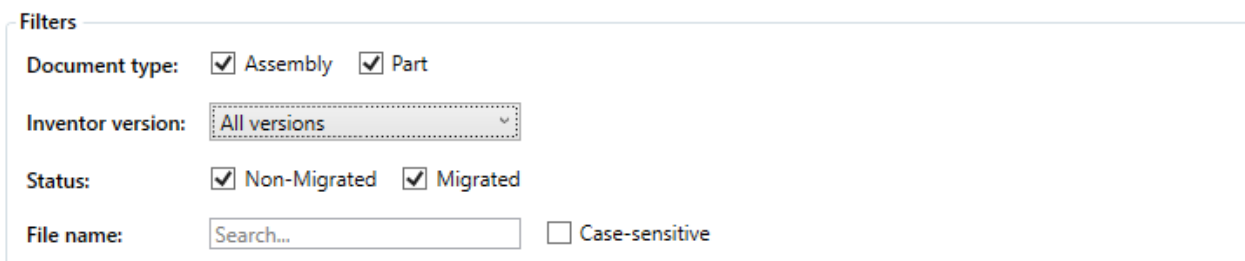 Filters
Document type: Assembly Part
Inventor version: All versions
Status: Non-Migrated Migrated
File name: Search... Case-sensitive